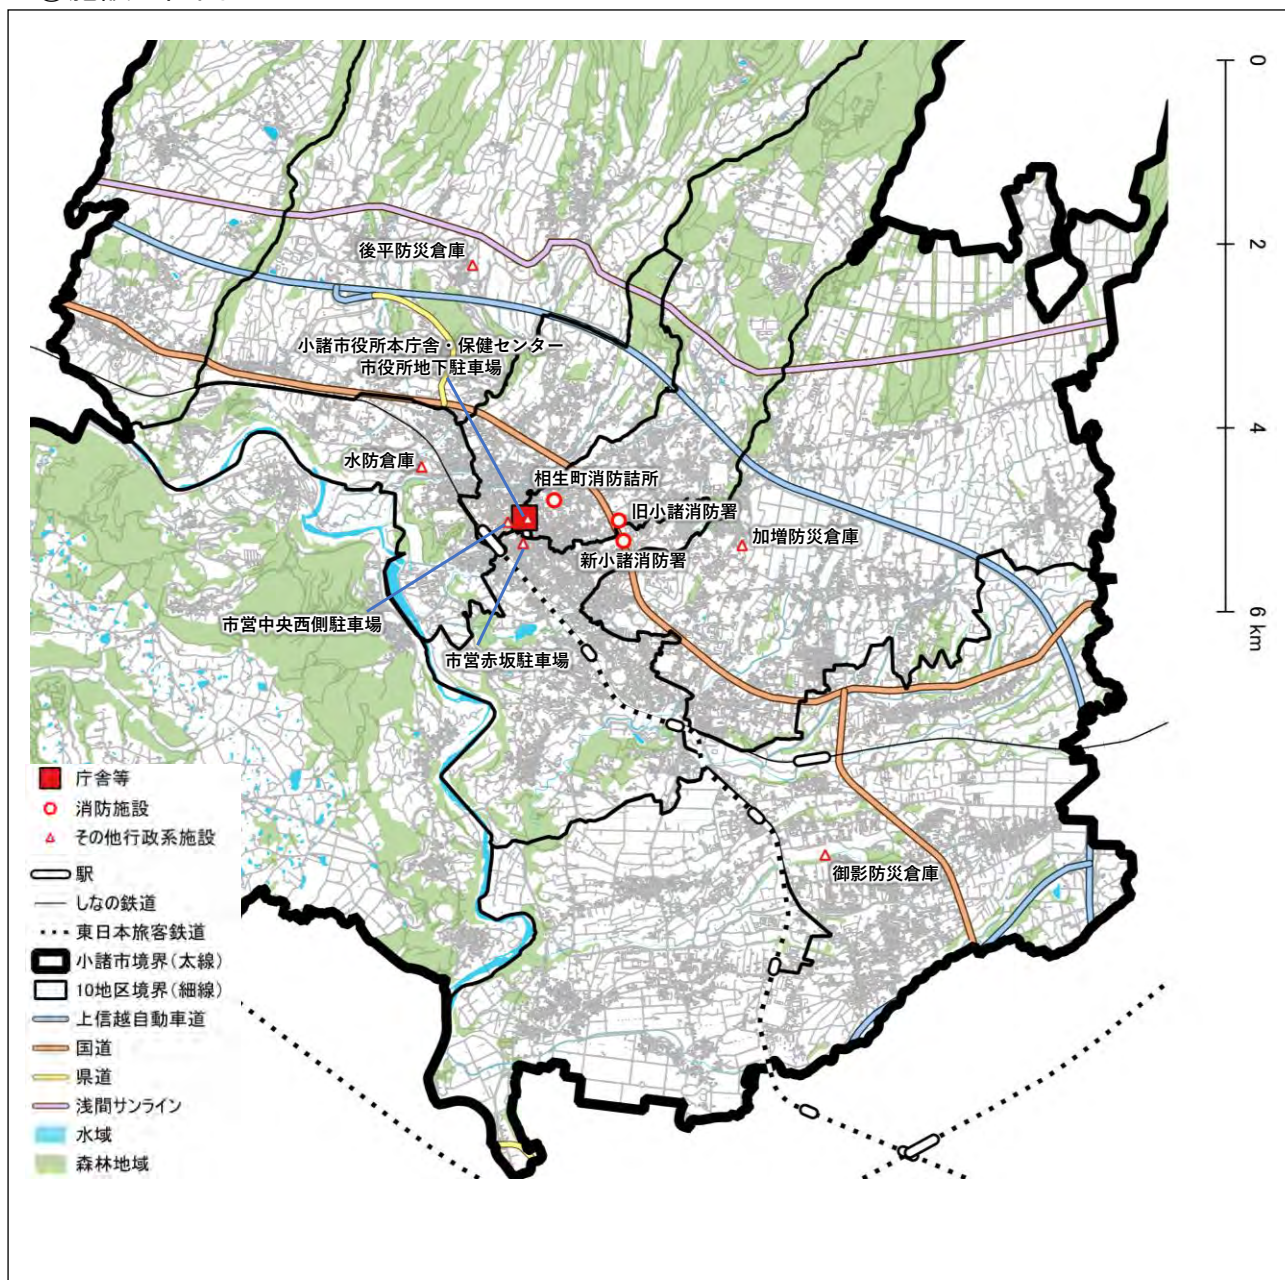 0
2
4
6 km
後平防災倉庫
小諸市役所本庁舎・保健センター
市役所地下駐車場
水防倉庫
相生町消防詰所
旧小諸消防署
新小諸消防署
加増防災倉庫
市営中央西側駐車場
市営赤坂駐車場
御影防災倉庫
庁舎等
消防施設
その他行政系施設
駅
しなの鉄道
東日本旅客鉄道
小諸市境界(太線)
10地区境界(細線)
上信越自動車道
国道
県道
浅間サンライン
水域
森林地域